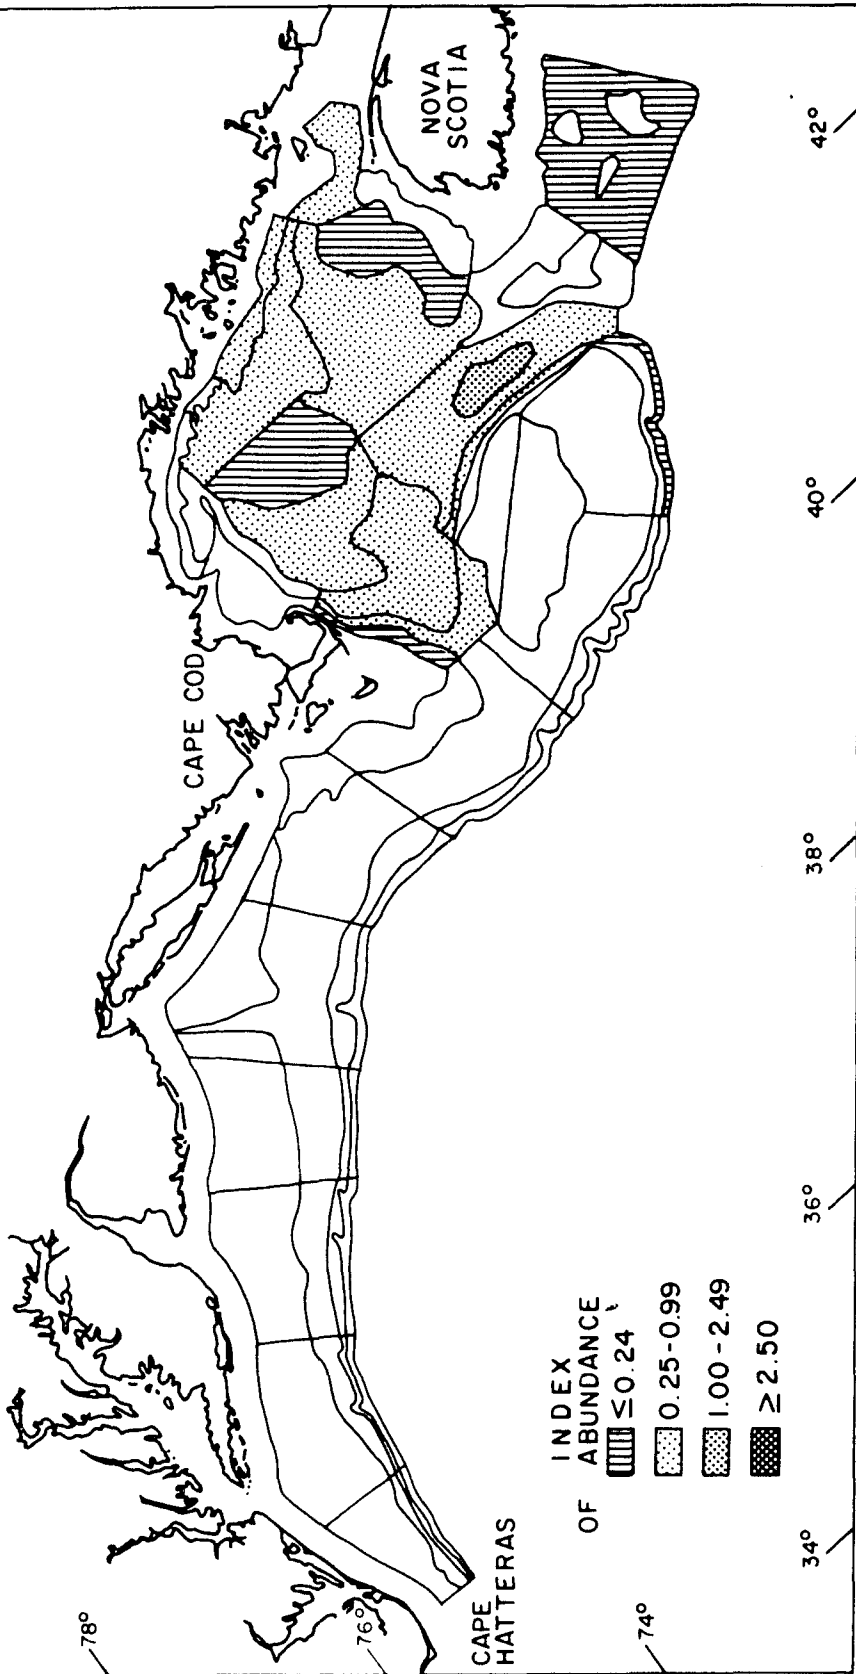 NOVA
SCOTIA
CAPE COD
CAPE
HATTERAS
INDEX
OF ABUNDANCE
≤0.24
0.25-0.99
1.00-2.49
≥2.50
78°
76°
74°
34°
36°
38°
40°
42°